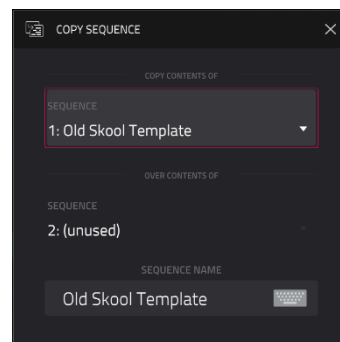 COPY SEQUENCE
COPY CONTENTS OF
SEQUENCE
1: Old Skool Template
OVER CONTENTS OF
SEQUENCE
2: (unused)
SEQUENCE NAME
Old Skool Template